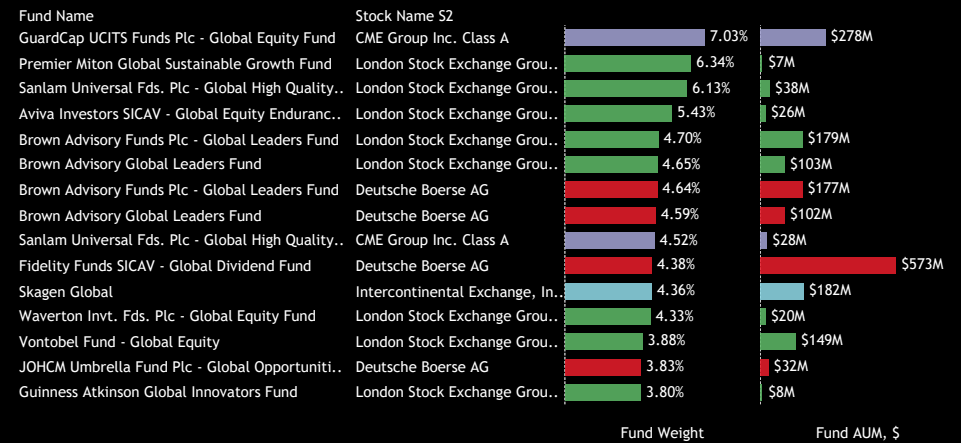 Fund Name Stock Name S2
GuardCap UCITS Funds Plc - Global Equity Fund CME Group Inc. Class A 7.03% $278M
Premier Miton Global Sustainable Growth Fund London Stock Exchange Grou.. 6.34% $7M
Sanlam Universal Fds. Plc - Global High Quality.. London Stock Exchange Grou.. 6.13% $38M
Aviva Investors SICAV - Global Equity Enduranc.. London Stock Exchange Grou.. 5.43% $26M
Brown Advisory Funds Plc - Global Leaders Fund London Stock Exchange Grou.. 4.70% $179M
Brown Advisory Global Leaders Fund London Stock Exchange Grou.. 4.65% $103M
Brown Advisory Funds Plc - Global Leaders Fund Deutsche Boerse AG 4.64% $177M
Brown Advisory Global Leaders Fund Deutsche Boerse AG 4.59% $102M
Sanlam Universal Fds. Plc - Global High Quality.. CME Group Inc. Class A 4.52% $28M
Fidelity Funds SICAV - Global Dividend Fund Deutsche Boerse AG 4.38% $573M
Skagen Global Intercontinental Exchange, In.. 4.36% $182M
Waverton Invt. Fds. Plc - Global Equity Fund London Stock Exchange Grou.. 4.33% $20M
Vontobel Fund - Global Equity London Stock Exchange Grou.. 3.88% $149M
JOHCM Umbrella Fund Plc - Global Opportuniti.. Deutsche Boerse AG 3.83% $32M
Guinness Atkinson Global Innovators Fund London Stock Exchange Grou.. 3.80% $8M
Fund Weight Fund AUM, $